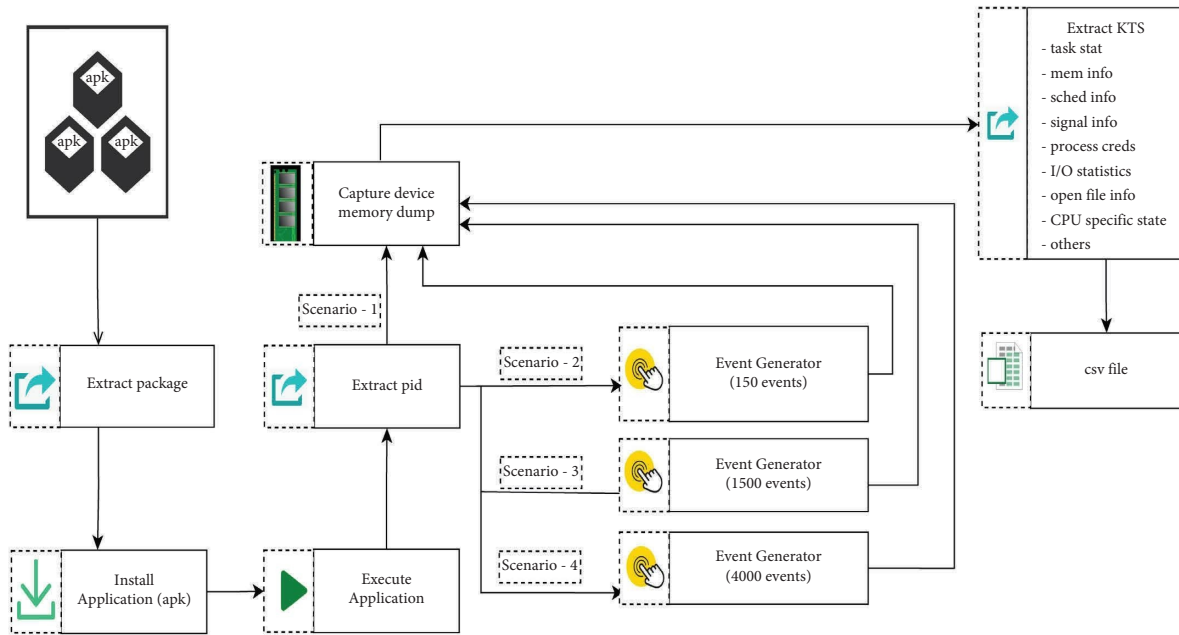 apk
apk
apk
Extract package
Install
Application (apk)
Execute
Application
Extract pid
Scenario - 1
Capture device
memory dump
Scenario - 2
Event Generator
(150 events)
Scenario - 3
Event Generator
(1500 events)
Scenario - 4
Event Generator
(4000 events)
Extract KTS
- task stat
- mem info
- sched info
- signal info
- process creds
- I/O statistics
- open file info
- CPU specific state
- others
csv file